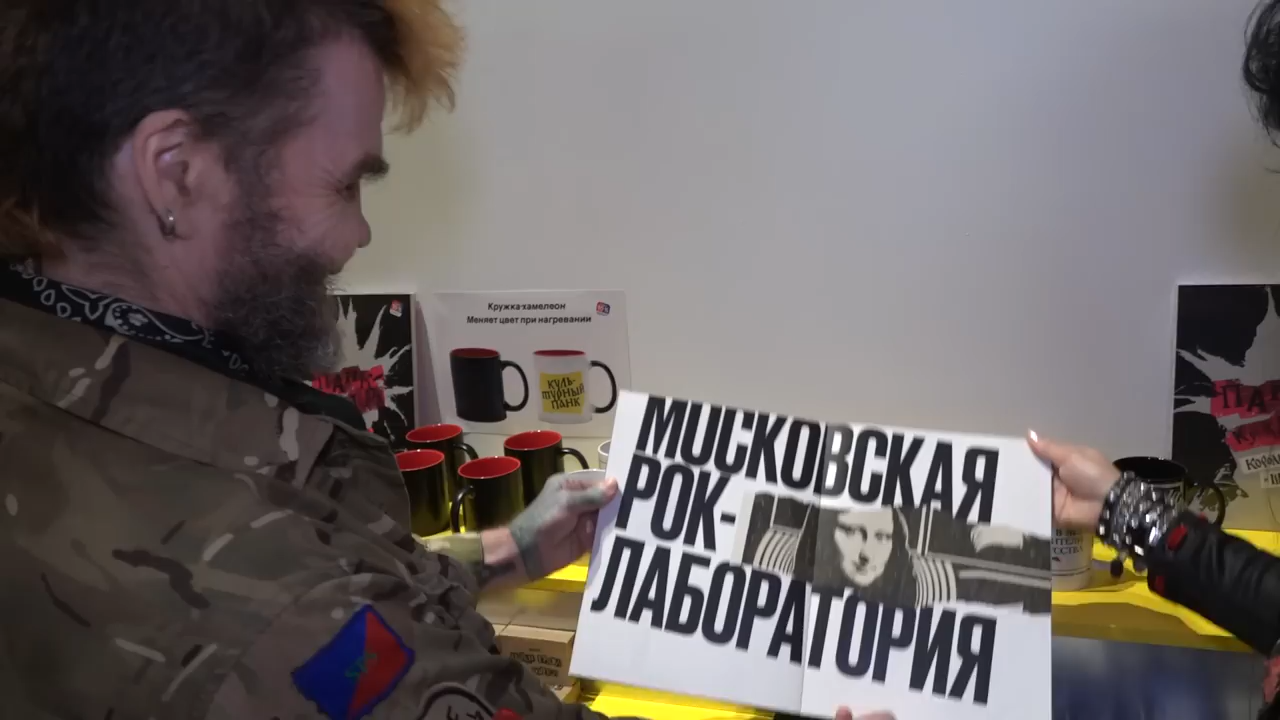 Кружка-хамелеон
Меняет цвет при нагревании
КУЛЬ-
ТУРНЫЙ
ПАНК
МОСКОВСКАЯ
РОК-
ЛАБОРАТОРИЯ